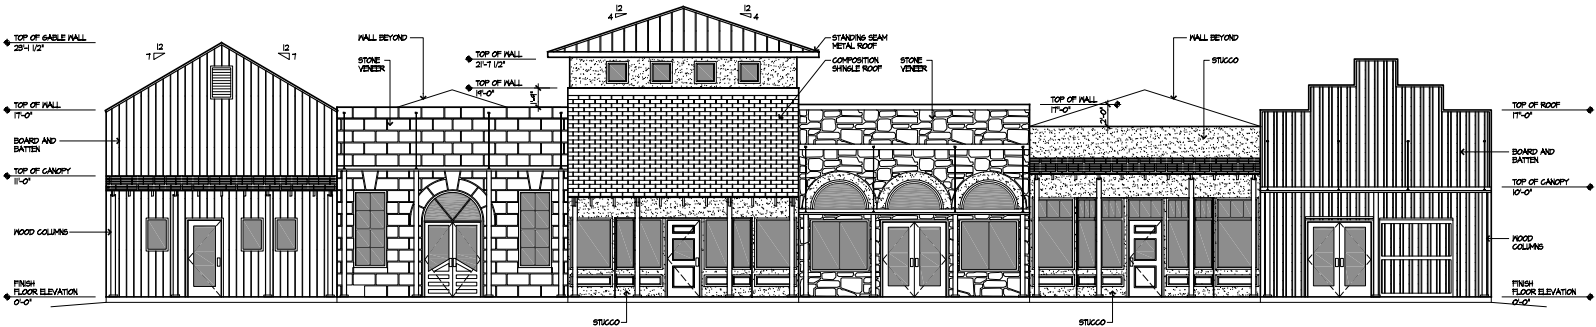 TOP OF GABLE WALL
23'-1 1/2"
12
7
12
7
WALL BEYOND
STONE
VENEER
TOP OF WALL
21'-7 1/2"
TOP OF WALL
19'-0"
12
4
12
4
STANDING SEAM
METAL ROOF
COMPOSITION
SHINGLE ROOF
STONE
VENEER
WALL BEYOND
STUCCO
TOP OF WALL
17'-0"
2'-0"
TOP OF WALL
17'-0"
BOARD AND
BATTEN
TOP OF CANOPY
11'-0"
WOOD COLUMNS
FINISH
FLOOR ELEVATION
0'-0"
STUCCO
STUCCO
TOP OF ROOF
17'-0"
BOARD AND
BATTEN
TOP OF CANOPY
10'-0"
WOOD
COLUMNS
FINISH
FLOOR ELEVATION
0'-0"